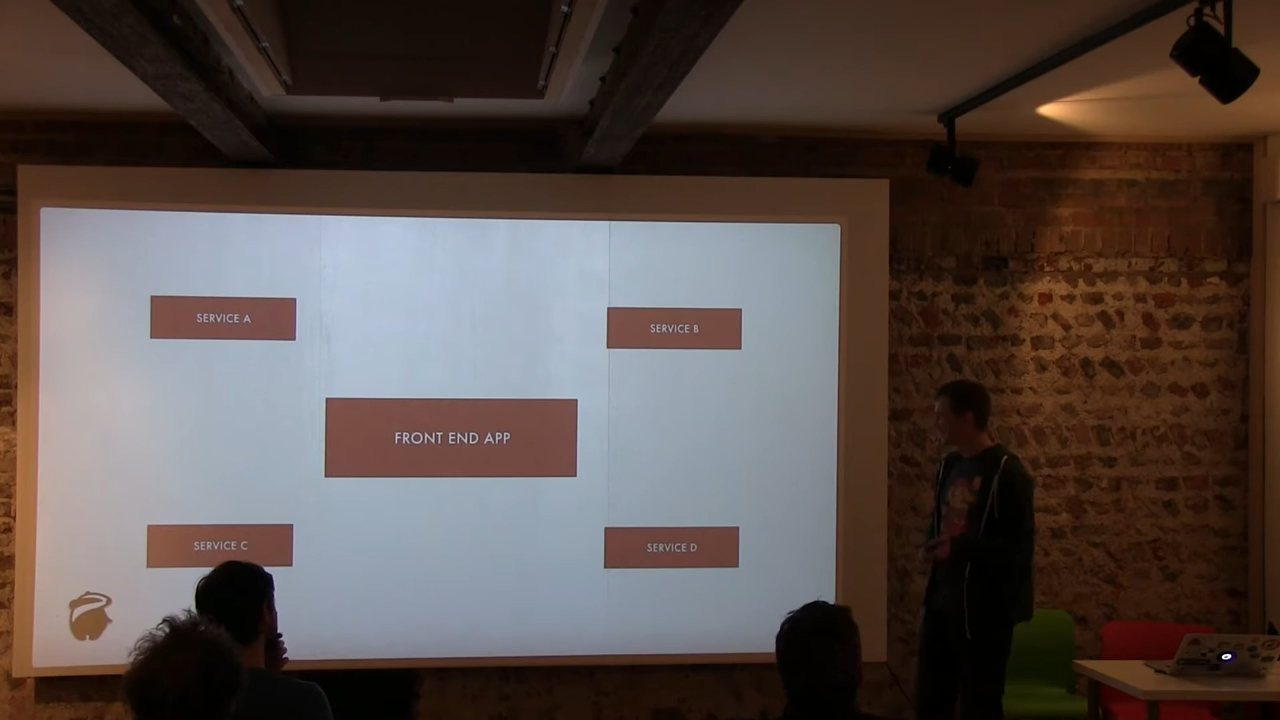 SERVICE A
SERVICE B
FRONT END APP
SERVICE C
SERVICE D